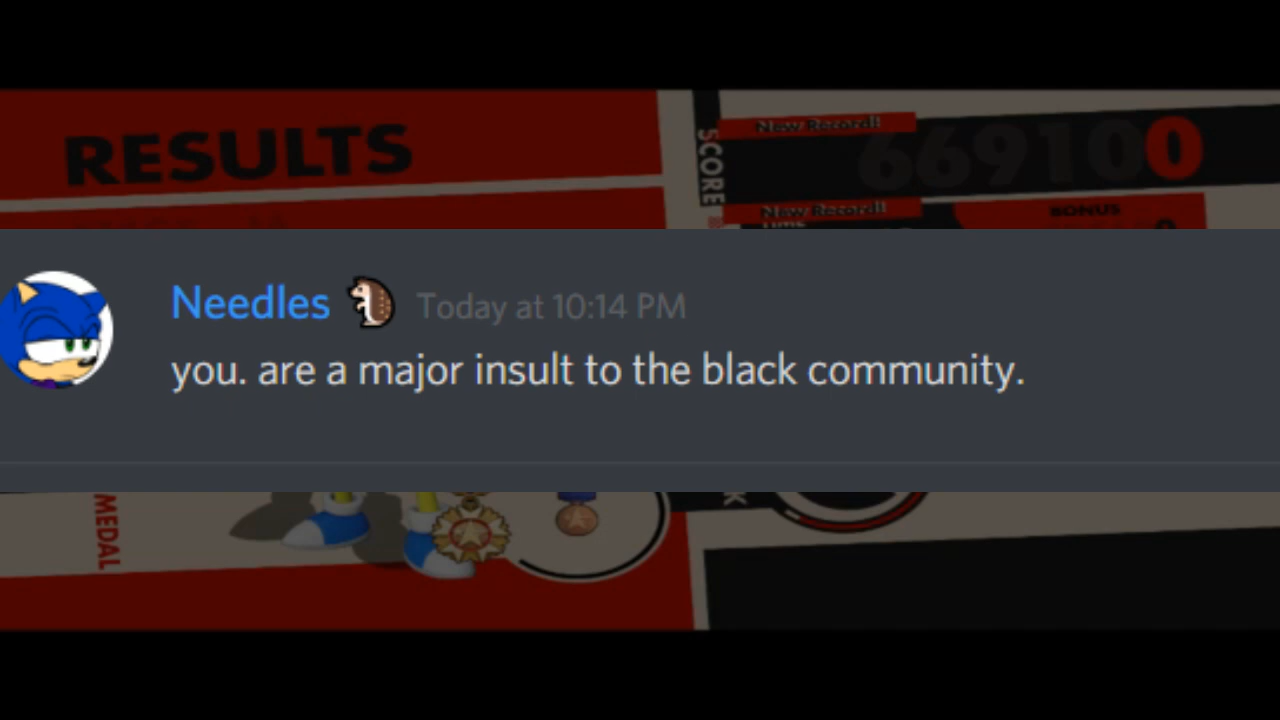 RESULTS
SCORE
New Record!
669100
New Record!
BONUS
Needles Today at 10:14 PM
you. are a major insult to the black community.
MEDAL